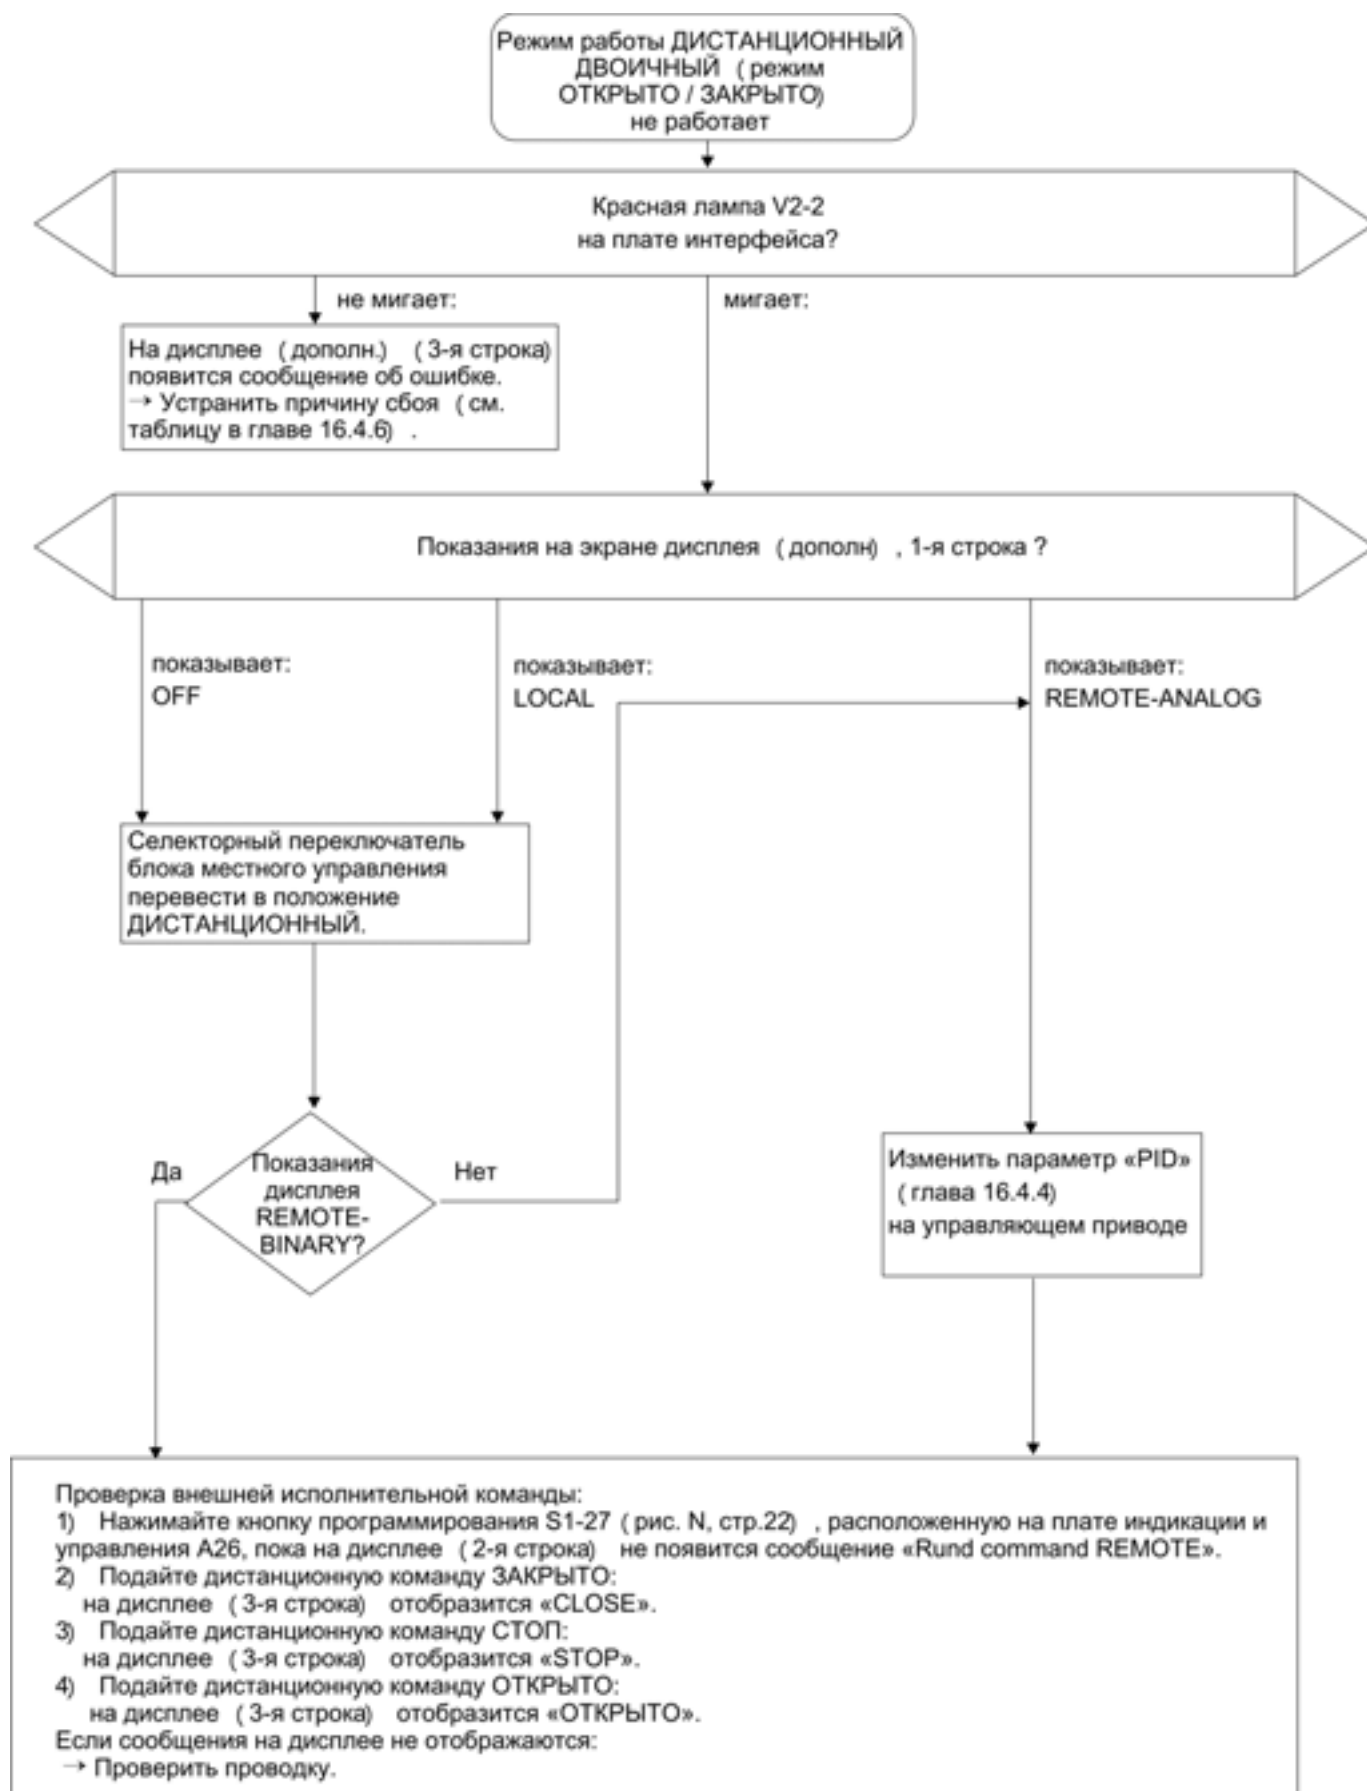 Режим работы ДИСТАНЦИОННЫЙ
ДВОИЧНЫЙ ( режим
ОТКРЫТО / ЗАКРЫТО)
не работает
Красная лампа V2-2
на плате интерфейса?
не мигает:
мигает:
На дисплее ( дополн.) ( 3-я строка)
появится сообщение об ошибке.
→ Устранить причину сбоя ( см.
таблицу в главе 16.4.6) .
Показания на экране дисплея ( дополн) , 1-я строка ?
показывает:
OFF
показывает:
LOCAL
показывает:
REMOTE-ANALOG
Селекторный переключатель
блока местного управления
перевести в положение
ДИСТАНЦИОННЫЙ.
Да
Показания
дисплея
REMOTE-
BINARY?
Нет
Изменить параметр «PID»
( глава 16.4.4)
на управляющем приводе
Проверка внешней исполнительной команды:
1) Нажимайте кнопку программирования S1-27 ( рис. N, стр.22) , расположенную на плате индикации и
управления A26, пока на дисплее ( 2-я строка) не появится сообщение «Rund command REMOTE».
2) Подайте дистанционную команду ЗАКРЫТО:
на дисплее ( 3-я строка) отобразится «CLOSE».
3) Подайте дистанционную команду СТОП:
на дисплее ( 3-я строка) отобразится «STOP».
4) Подайте дистанционную команду ОТКРЫТО:
на дисплее ( 3-я строка) отобразится «ОТКРЫТО».
Если сообщения на дисплее не отображаются:
→ Проверить проводку.